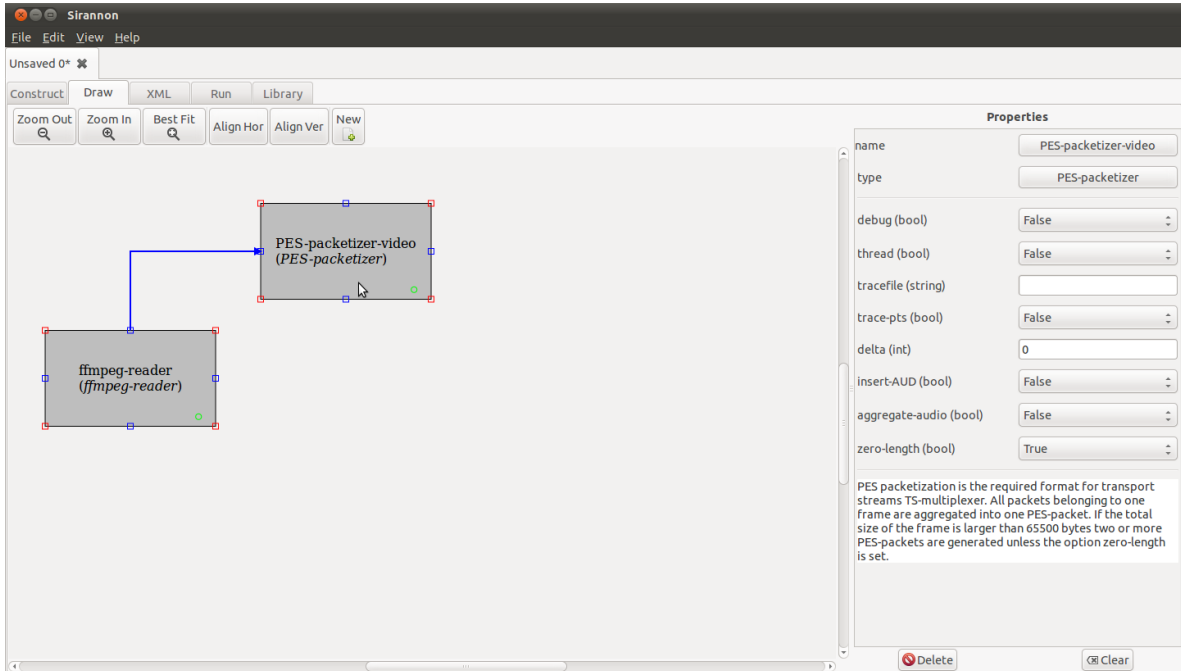 Sirannon
File Edit View Help
Unsaved 0*
Construct Draw XML Run Library
Zoom Out Zoom In Best Fit Align Hor Align Ver New
PES-packetizer-video
(PES-packetizer)
ffmpeg-reader
(ffmpeg-reader)
Properties
name PES-packetizer-video
type PES-packetizer
debug (bool) False
thread (bool) False
tracefile (string)
trace-pts (bool) False
delta (int) 0
insert-AUD (bool) False
aggregate-audio (bool) False
zero-length (bool) True
PES packetization is the required format for transport
streams TS-multiplexer. All packets belonging to one
frame are aggregated into one PES-packet. If the total
size of the frame is larger than 65500 bytes two or more
PES-packets are generated unless the option zero-length
is set.
Delete Clear